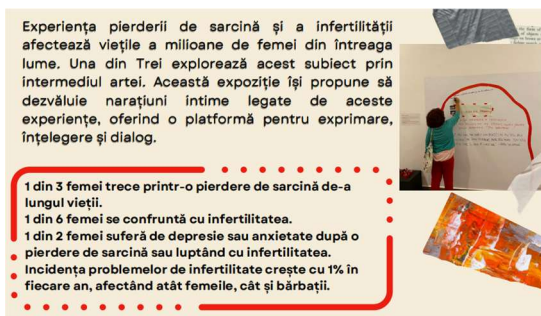 Experiența pierderii de sarcină și a infertilității
afectează viețile a milioane de femei din întreaga
lume. Una din Trei explorează acest subiect prin
intermediul artei. Această expoziție își propune să
dezvăluie narațiuni intime legate de aceste
experiențe, oferind o platformă pentru exprimare,
înțelegere și dialog.
1 din 3 femei trece printr-o pierdere de sarcină de-a
lungul vieții.
1 din 6 femei se confruntă cu infertilitatea.
1 din 2 femei suferă de depresie sau anxietate după o
pierdere de sarcină sau luptând cu infertilitatea.
Incidența problemelor de infertilitate crește cu 1% în
fiecare an, afectând atât femeile, cât și bărbații.